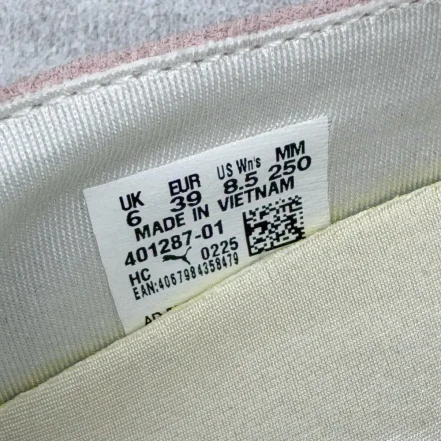 UK EUR US Wn's MM
6 39 8.5 250
MADE IN VIETNAM
401287-01
HC 0225
EAN:4067984358479